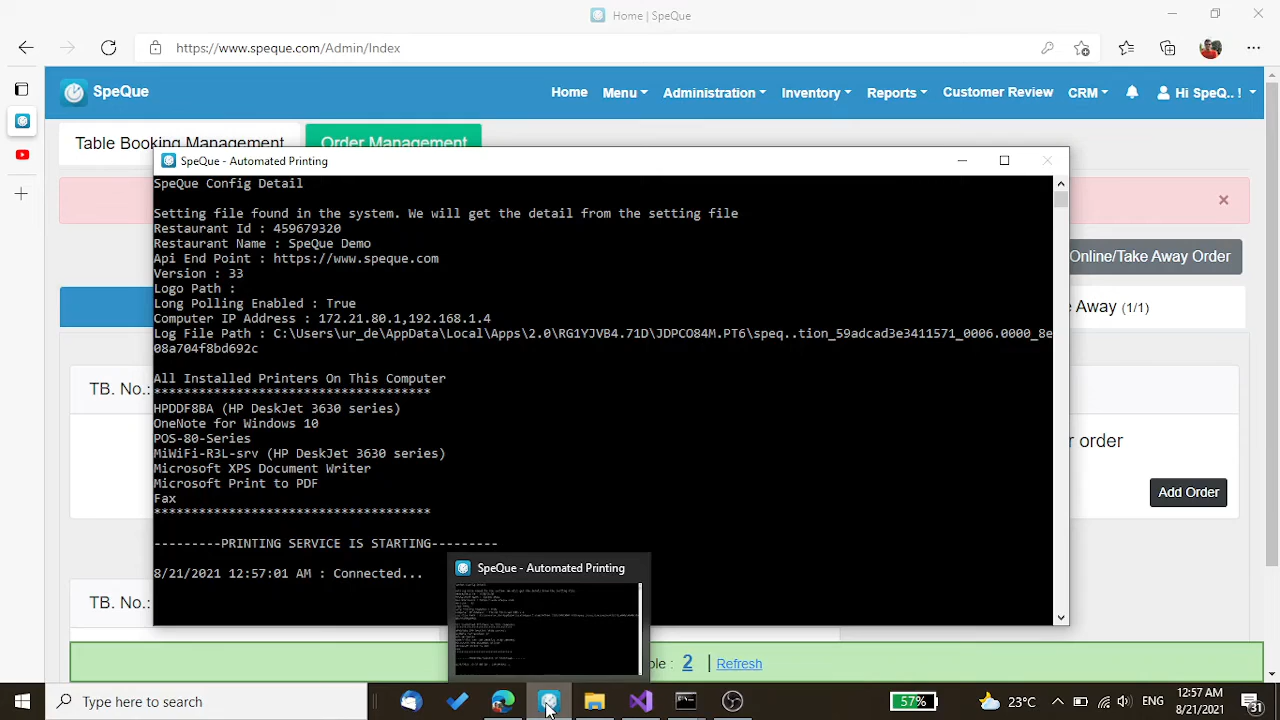 Home | SpeQue
https://www.speque.com/Admin/Index
SpeQue
Home
Menu
Administration
Inventory
Reports
Customer Review
CRM
Hi SpeQ.. !
Table Booking Management
Order Management
SpeQue - Automated Printing
×
SpeQue Config Detail
Setting file found in the system. We will get the detail from the setting file
Restaurant Id : 459679320
Restaurant Name : SpeQue Demo
Api End Point : https://www.speque.com
Version : 33
Logo Path :
Long Polling Enabled : True
Computer IP Address : 172.21.80.1,192.168.1.4
Log File Path : C:\Users\ur_de\AppData\Local\Apps\2.0\RG1YJVB4.71D\JDPCO84M.PT6\speq..tion_59adcad3e3411571_0006.0000_8e
08a704f8bd692c
All Installed Printers On This Computer
*************************************
HPDDF8BA (HP DeskJet 3630 series)
OneNote for Windows 10
POS-80-Series
MiWiFi-R3L-srv (HP DeskJet 3630 series)
Microsoft XPS Document Writer
Microsoft Print to PDF
Fax
*************************************
---------PRINTING SERVICE IS STARTING---------
8/21/2021 12:57:01 AM : Connected...
Online/Take Away Order
e Away (1/1)
TB. No.:
r order
Add Order
TB. No.:
SpeQue - Automated Printing
: 2 | Refresh
Type here to search
57%
23°C
8/21/2021
31